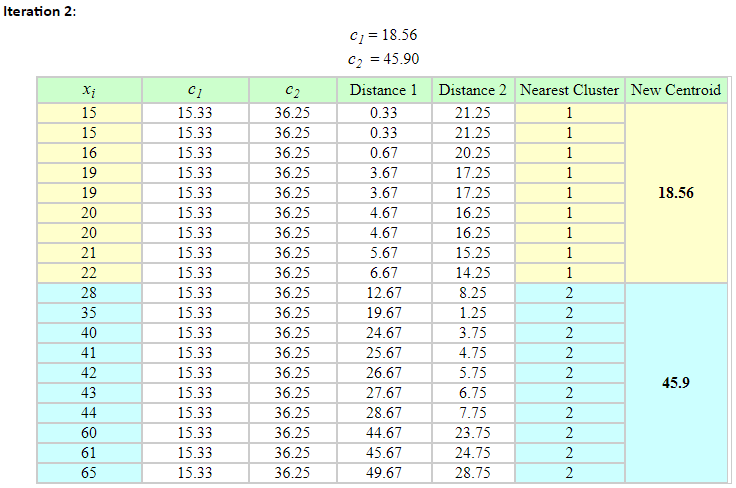 Iteration 2:
c1 = 18.56
c2 = 45.90
xi c1 c2 Distance 1 Distance 2 Nearest Cluster New Centroid
15 15.33 36.25 0.33 21.25 1
15 15.33 36.25 0.33 21.25 1
16 15.33 36.25 0.67 20.25 1
19 15.33 36.25 3.67 17.25 1
19 15.33 36.25 3.67 17.25 1 18.56
20 15.33 36.25 4.67 16.25 1
20 15.33 36.25 4.67 16.25 1
21 15.33 36.25 5.67 15.25 1
22 15.33 36.25 6.67 14.25 1
28 15.33 36.25 12.67 8.25 2
35 15.33 36.25 19.67 1.25 2
40 15.33 36.25 24.67 3.75 2
41 15.33 36.25 25.67 4.75 2
42 15.33 36.25 26.67 5.75 2
43 15.33 36.25 27.67 6.75 2 45.9
44 15.33 36.25 28.67 7.75 2
60 15.33 36.25 44.67 23.75 2
61 15.33 36.25 45.67 24.75 2
65 15.33 36.25 49.67 28.75 2